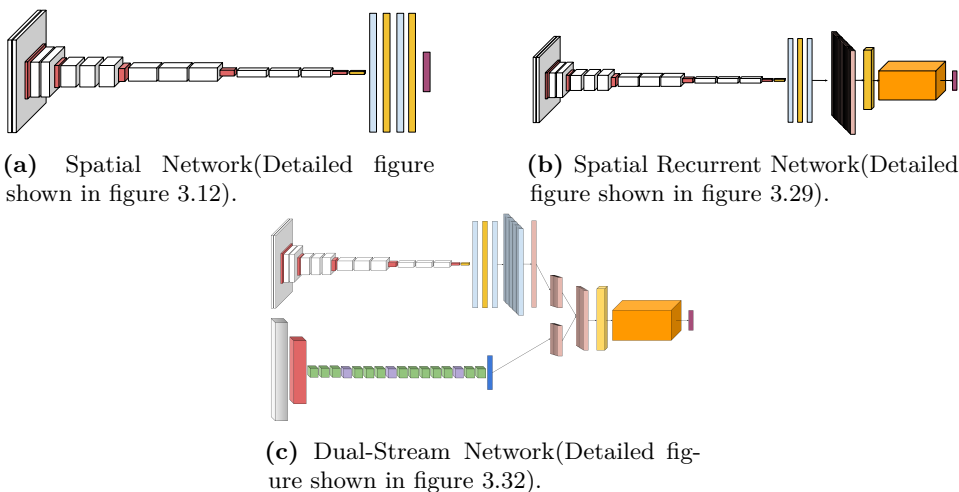 (a) Spatial Network(Detailed figure
shown in figure 3.12).
(b) Spatial Recurrent Network(Detailed
figure shown in figure 3.29).
(c) Dual-Stream Network(Detailed fig-
ure shown in figure 3.32).